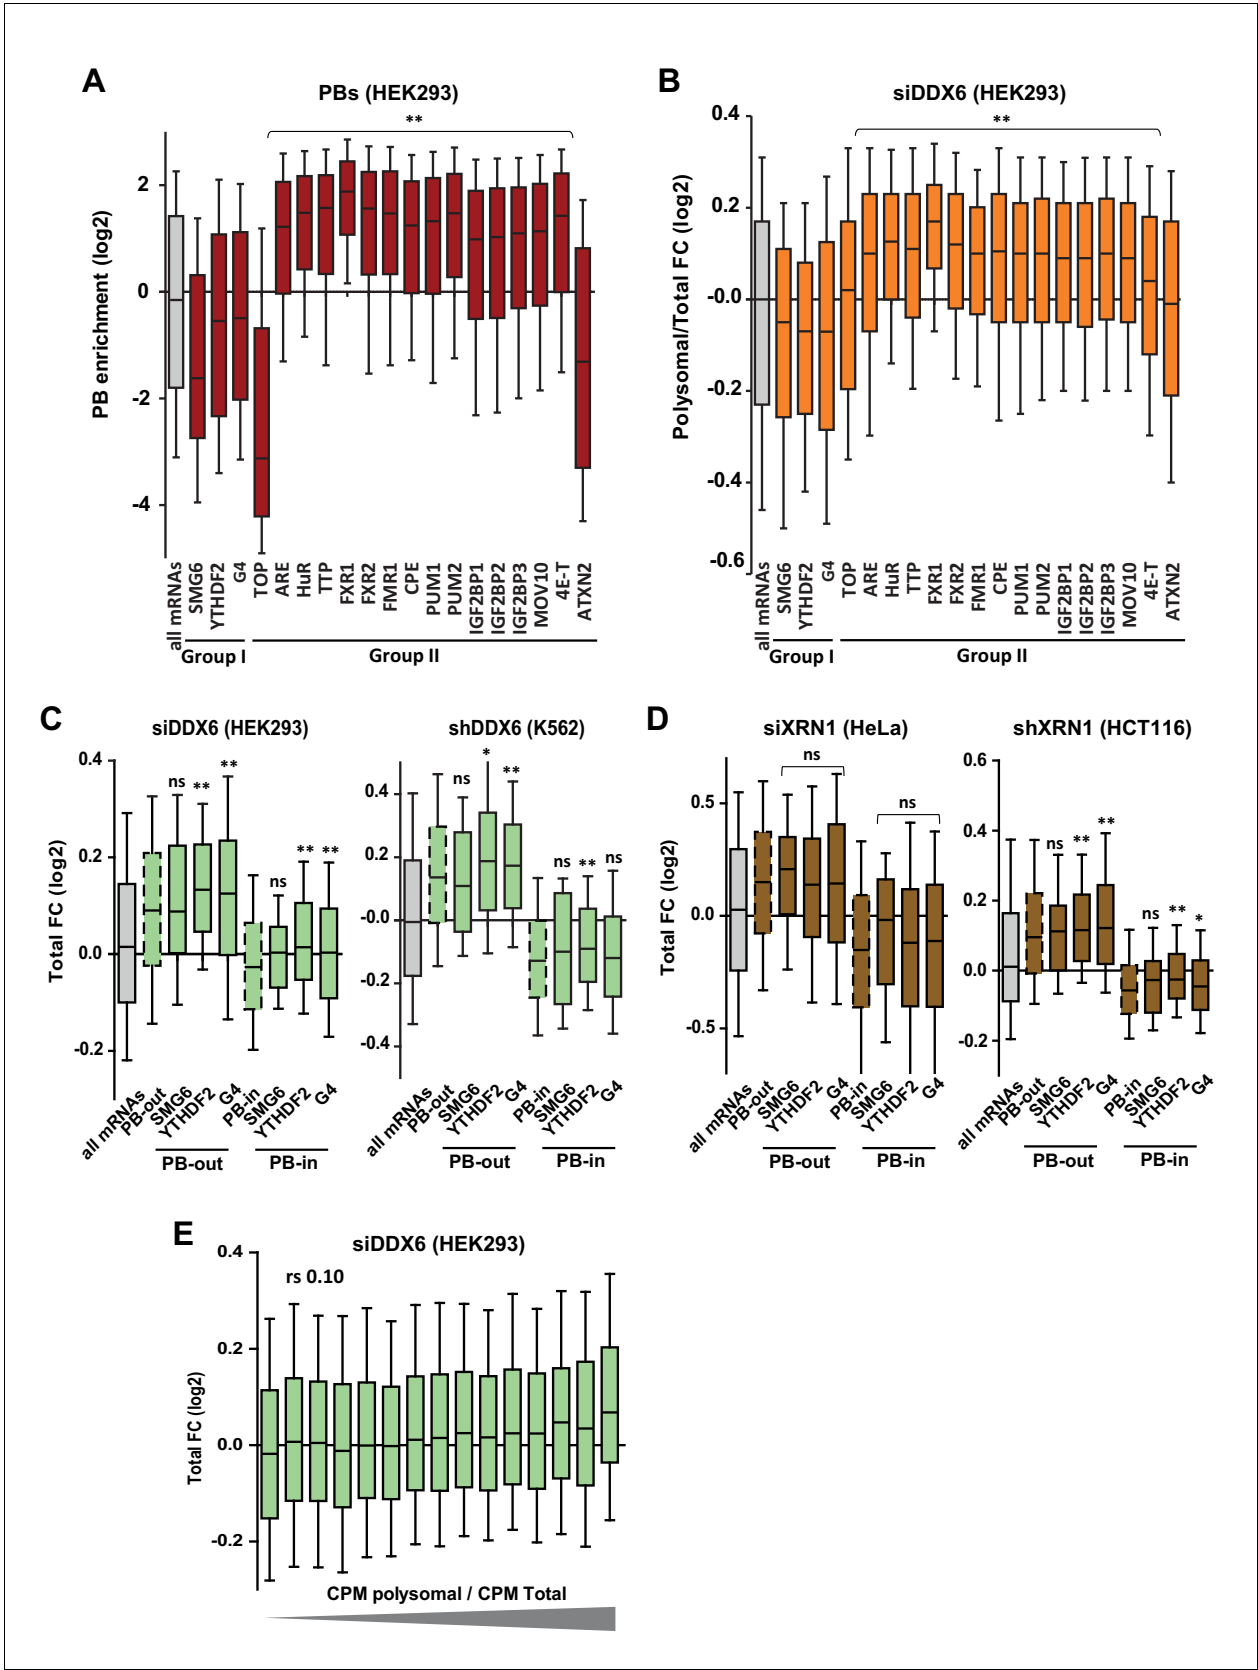 A
PBs (HEK293)
**
PB enrichment (log2)
2
0
-2
-4
all mRNAs
SMG6
YTHDF2
G4
TOP
ARE
HuR
TTP
FXR1
FXR2
FMR1
CPE
PUM1
PUM2
IGF2BP1
IGF2BP2
IGF2BP3
MOV10
4E-T
ATXN2
Group I
Group II
B
siDDX6 (HEK293)
**
Polysomal/Total FC (log2)
0.4
0.2
-0.0
-0.2
-0.4
-0.6
all mRNAs
SMG6
YTHDF2
G4
TOP
ARE
HuR
TTP
FXR1
FXR2
FMR1
CPE
PUM1
PUM2
IGF2BP1
IGF2BP2
IGF2BP3
MOV10
4E-T
ATXN2
Group I
Group II
C
siDDX6 (HEK293)
Total FC (log2)
0.4
0.2
0.0
-0.2
ns
**
**
ns
**
**
all mRNAs
PB-out
SMG6
YTHDF2
G4
PB-in
SMG6
YTHDF2
G4
PB-out
PB-in
shDDX6 (K562)
0.4
0.2
-0.0
-0.2
-0.4
ns
*
**
ns
**
ns
all mRNAs
PB-out
SMG6
YTHDF2
G4
PB-in
SMG6
YTHDF2
G4
PB-out
PB-in
D
siXRN1 (HeLa)
Total FC (log2)
0.5
0.0
-0.5
ns
ns
all mRNAs
PB-out
SMG6
YTHDF2
G4
PB-in
SMG6
YTHDF2
G4
PB-out
PB-in
shXRN1 (HCT116)
0.6
0.4
0.2
0.0
-0.2
ns
**
**
ns
**
*
all mRNAs
PB-out
SMG6
YTHDF2
G4
PB-in
SMG6
YTHDF2
G4
PB-out
PB-in
E
siDDX6 (HEK293)
Total FC (log2)
0.4
0.2
0.0
-0.2
rs 0.10
CPM polysomal / CPM Total